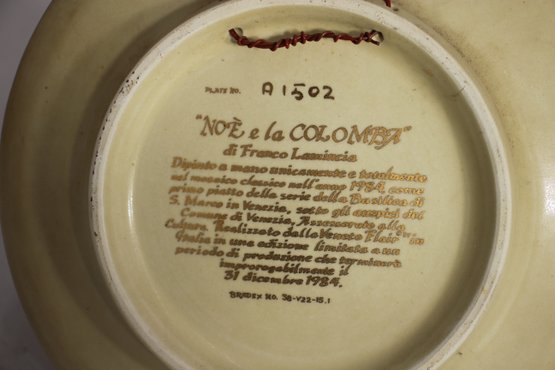 PLATE NO. A1502
"NOÈ e la COLOMBA"
di Franco Lamincia
Dipinto a mano unicamente e totalmente
nel mosaico classico nell'anno 1984, come
primo piatto della serie della Basilica di
S. Marco in Venezia, sotto gli auspici del
Comune di Venezia, Assessorato alla
Cultura. Realizzato dalla Veneto Flair in
Italia in una edizione limitata a un
periodo di produzione che terminerà
improrogabilmente il
31 dicembre 1984.
BRADEX NO. 38-V22-15.1